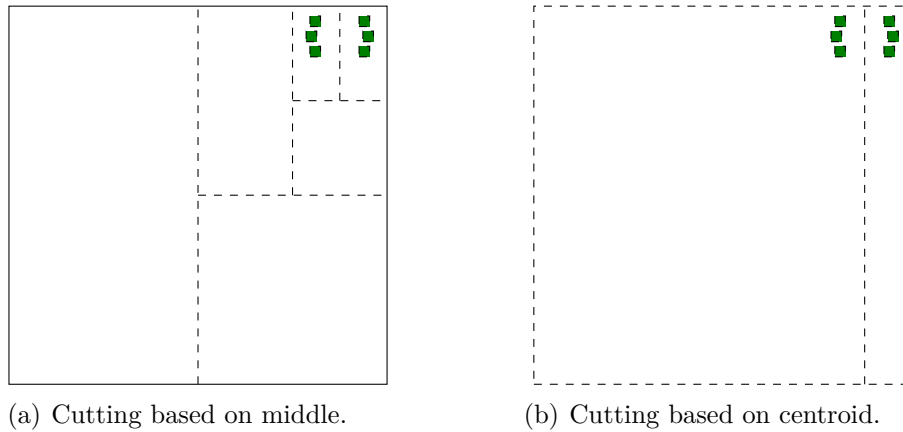 (a) Cutting based on middle.
(b) Cutting based on centroid.